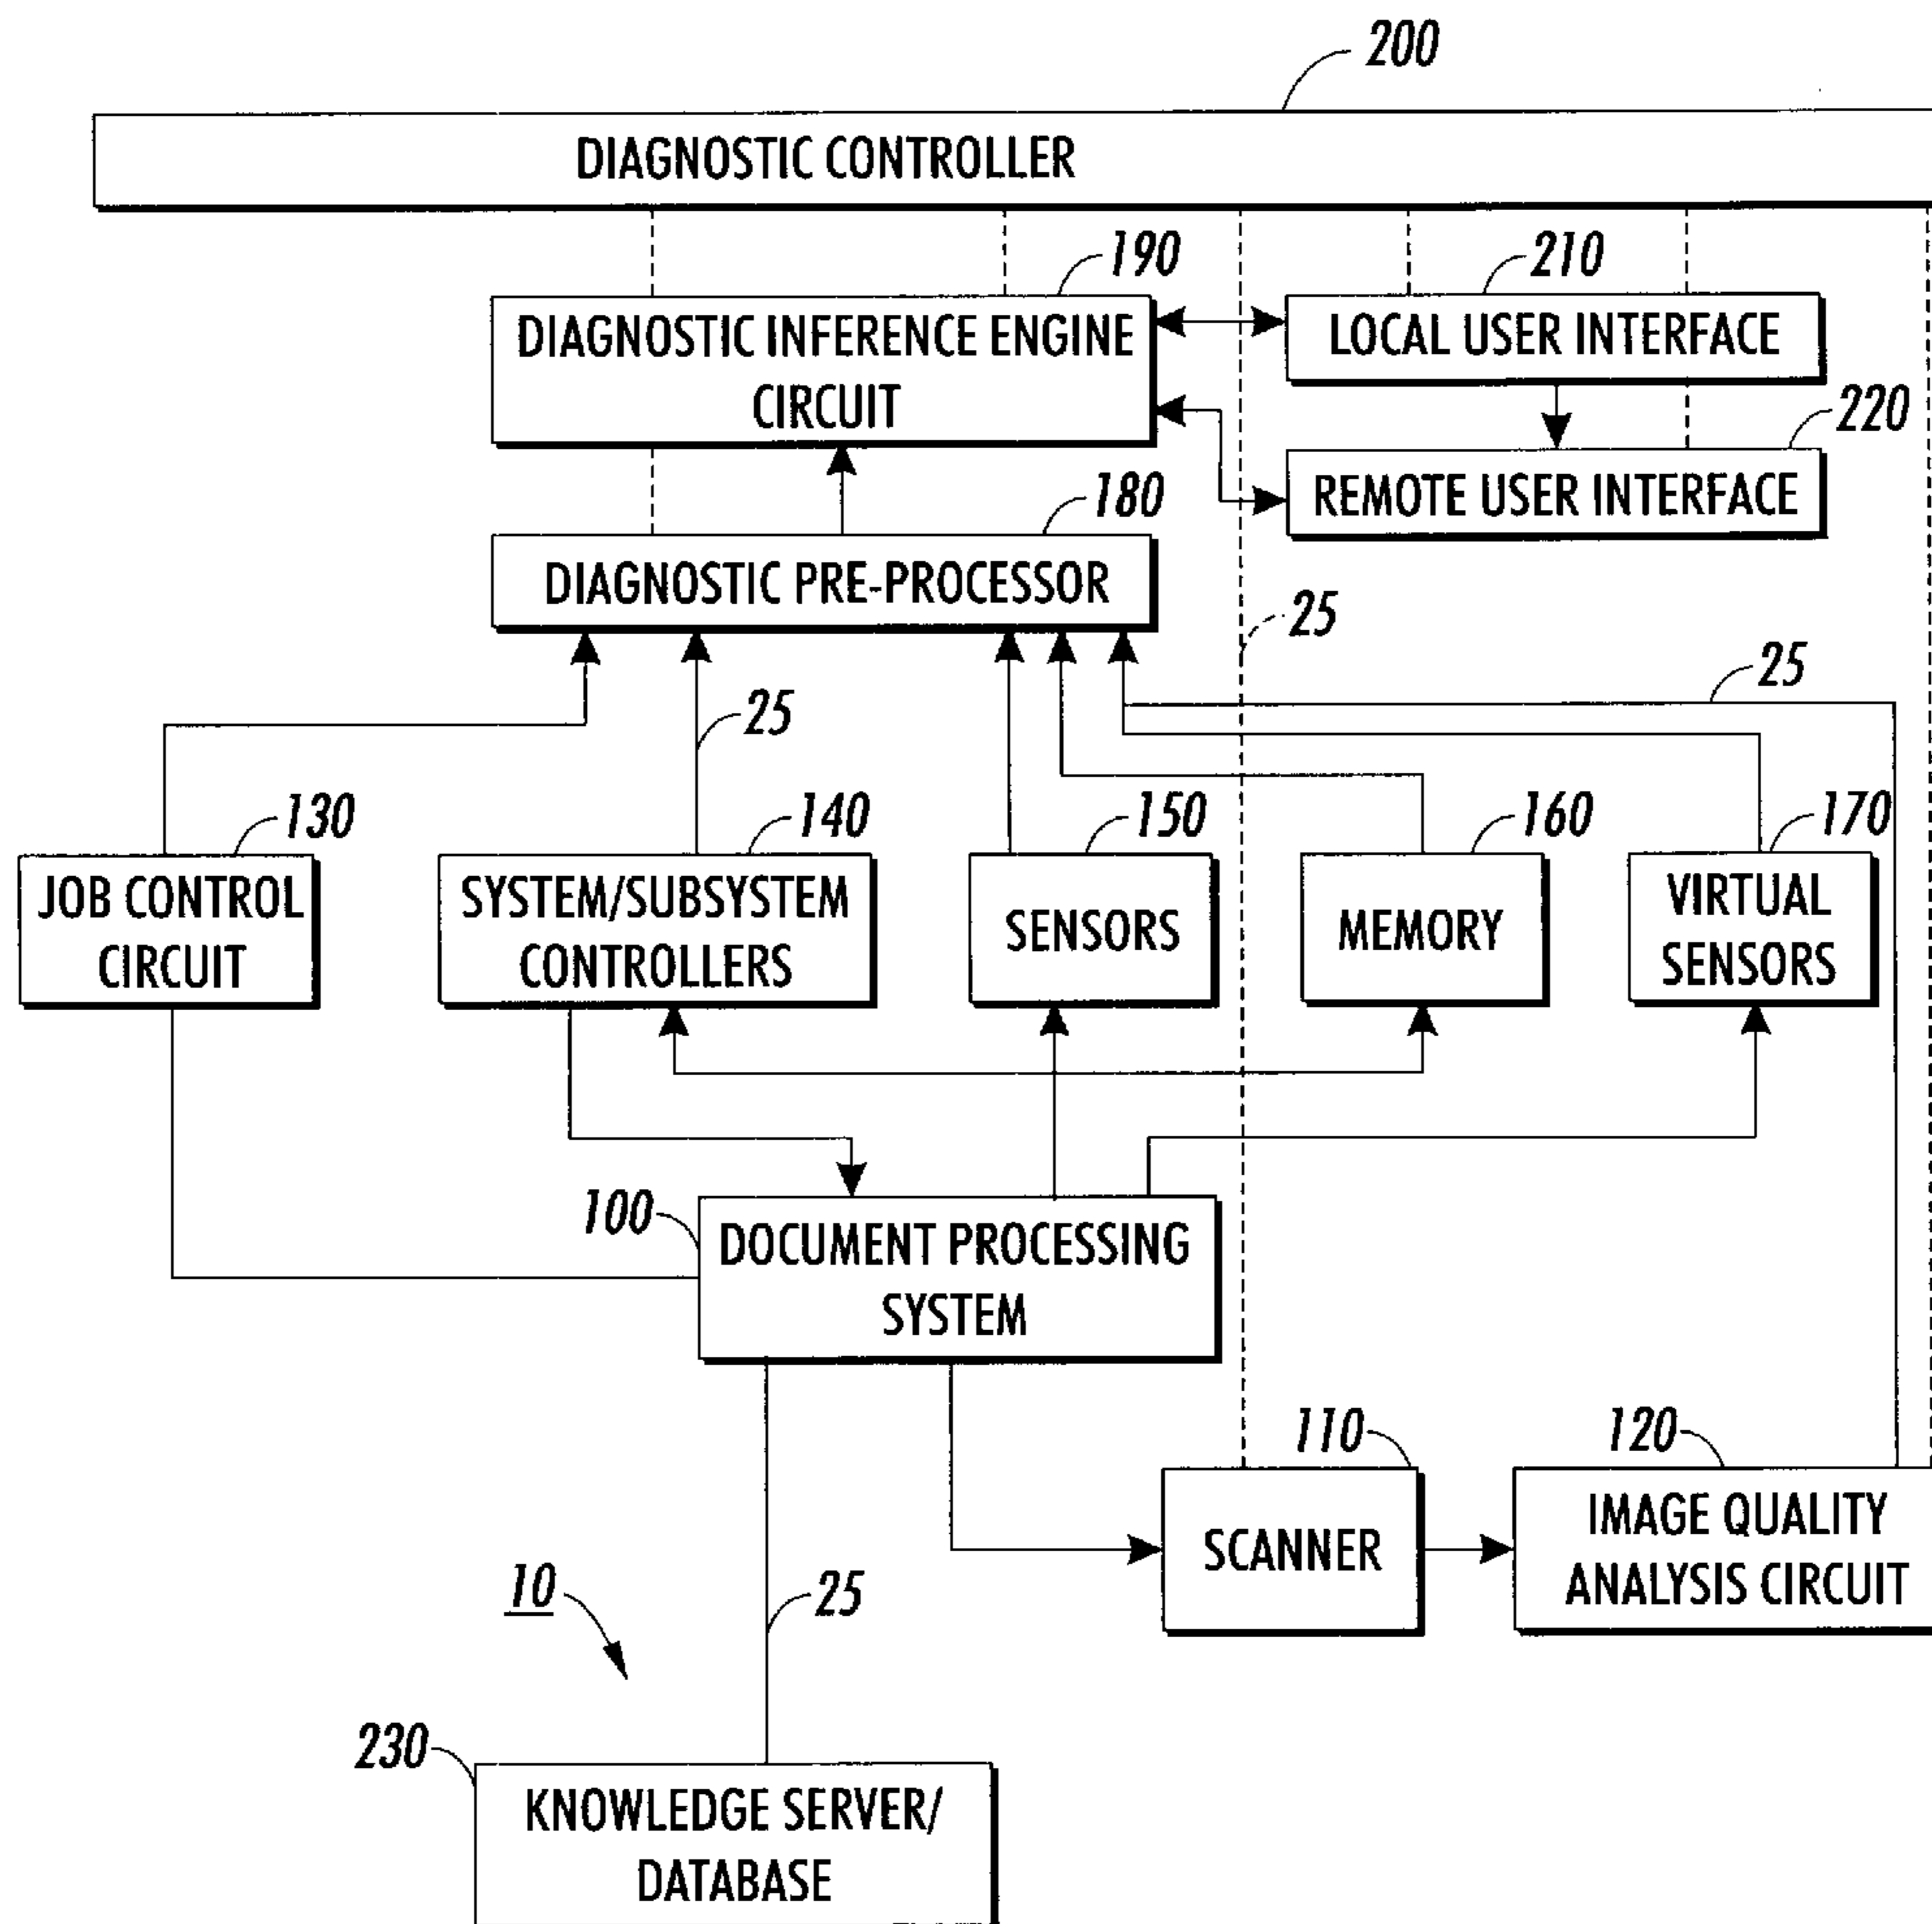 200
DIAGNOSTIC CONTROLLER
190
210
DIAGNOSTIC INFERENCE ENGINE
CIRCUIT
LOCAL USER INTERFACE
220
REMOTE USER INTERFACE
180
DIAGNOSTIC PRE-PROCESSOR
25
25
25
130
140
150
160
170
JOB CONTROL
CIRCUIT
SYSTEM/SUBSYSTEM
CONTROLLERS
SENSORS
MEMORY
VIRTUAL
SENSORS
100
DOCUMENT PROCESSING
SYSTEM
110
120
SCANNER
IMAGE QUALITY
ANALYSIS CIRCUIT
10
25
230
KNOWLEDGE SERVER/
DATABASE